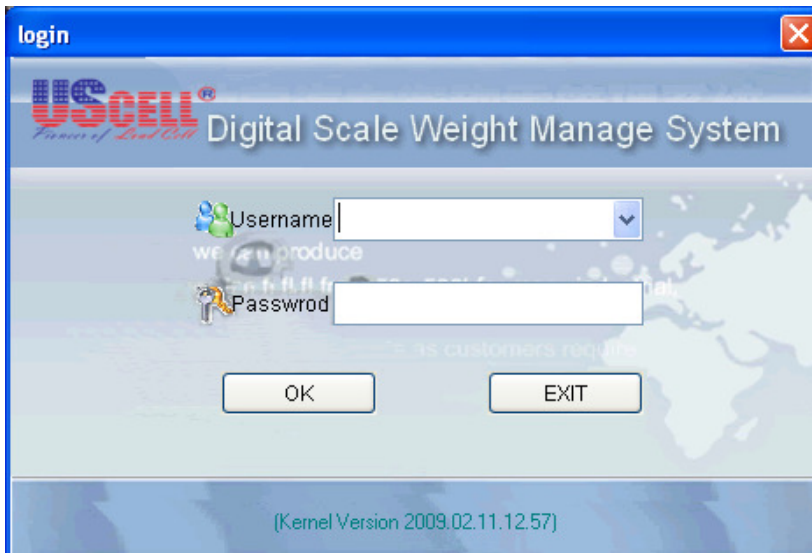 login
USCELL®
Pioneer of Load Cell
Digital Scale Weight Manage System
Username
we can produce
Passwrod
as customers require
OK
EXIT
(Kernel Version 2009.02.11.12.57)